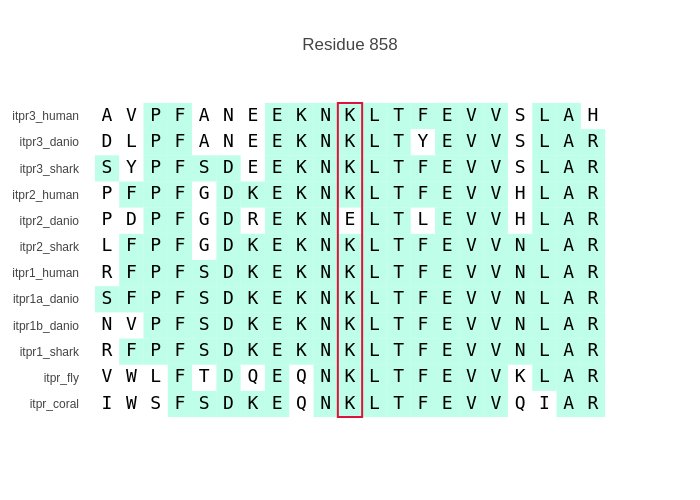 Residue 858
itpr3_human A V P F A N E E K N K L T F E V V S L A H
itpr3_danio D L P F A N E E K N K L T Y E V V S L A R
itpr3_shark S Y P F S D E E K N K L T F E V V S L A R
itpr2_human P F P F G D K E K N K L T F E V V H L A R
itpr2_danio P D P F G D R E K N E L T L E V V H L A R
itpr2_shark L F P F G D K E K N K L T F E V V N L A R
itpr1_human R F P F S D K E K N K L T F E V V N L A R
itpr1a_danio S F P F S D K E K N K L T F E V V N L A R
itpr1b_danio N V P F S D K E K N K L T F E V V N L A R
itpr1_shark R F P F S D K E K N K L T F E V V N L A R
itpr_fly V W L F T D Q E Q N K L T F E V V K L A R
itpr_coral I W S F S D K E Q N K L T F E V V Q I A R